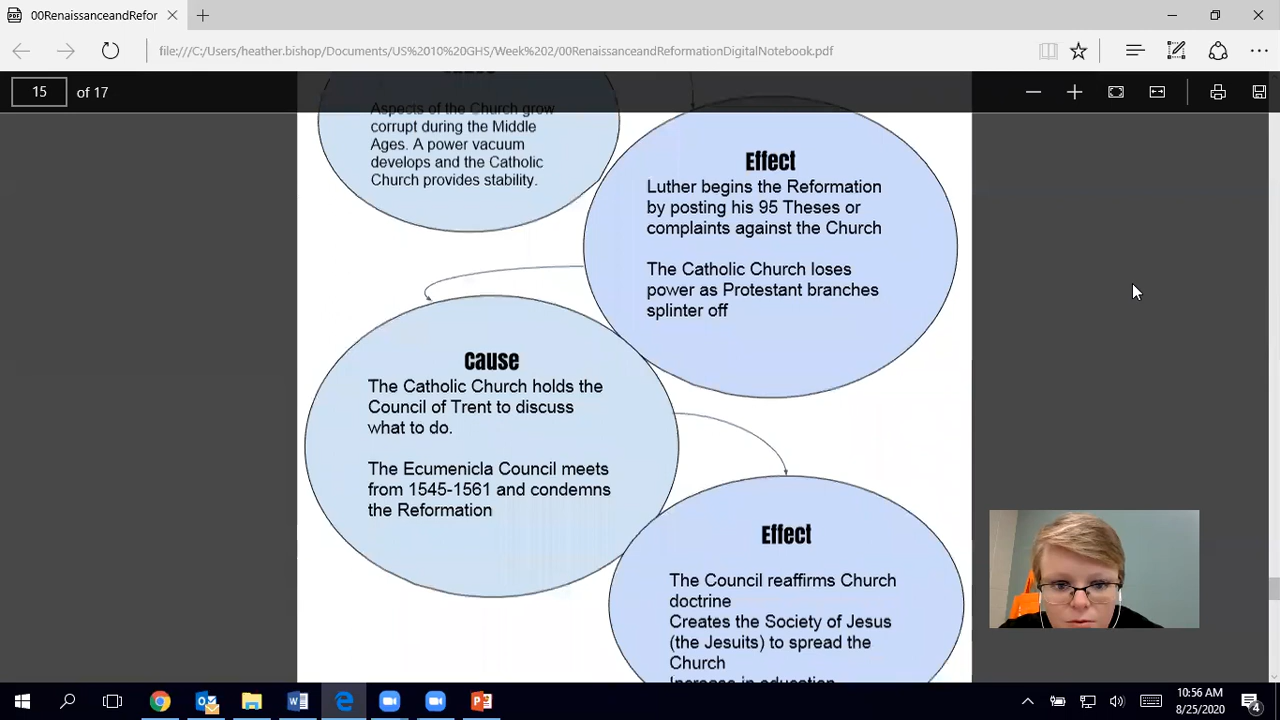 00RenaissanceandRefor
file:///C:/Users/heather.bishop/Documents/US%2010%20GHS/Week%202/00RenaissanceandReformationDigitalNotebook.pdf
15 of 17
Aspects of the Church grow
corrupt during the Middle
Ages. A power vacuum
develops and the Catholic
Church provides stability.
Effect
Luther begins the Reformation
by posting his 95 Theses or
complaints against the Church
The Catholic Church loses
power as Protestant branches
splinter off
Cause
The Catholic Church holds the
Council of Trent to discuss
what to do.
The Ecumenicla Council meets
from 1545-1561 and condemns
the Reformation
Effect
The Council reaffirms Church
doctrine
Creates the Society of Jesus
(the Jesuits) to spread the
Church
Increase in education
10:56 AM
8/25/2020
4